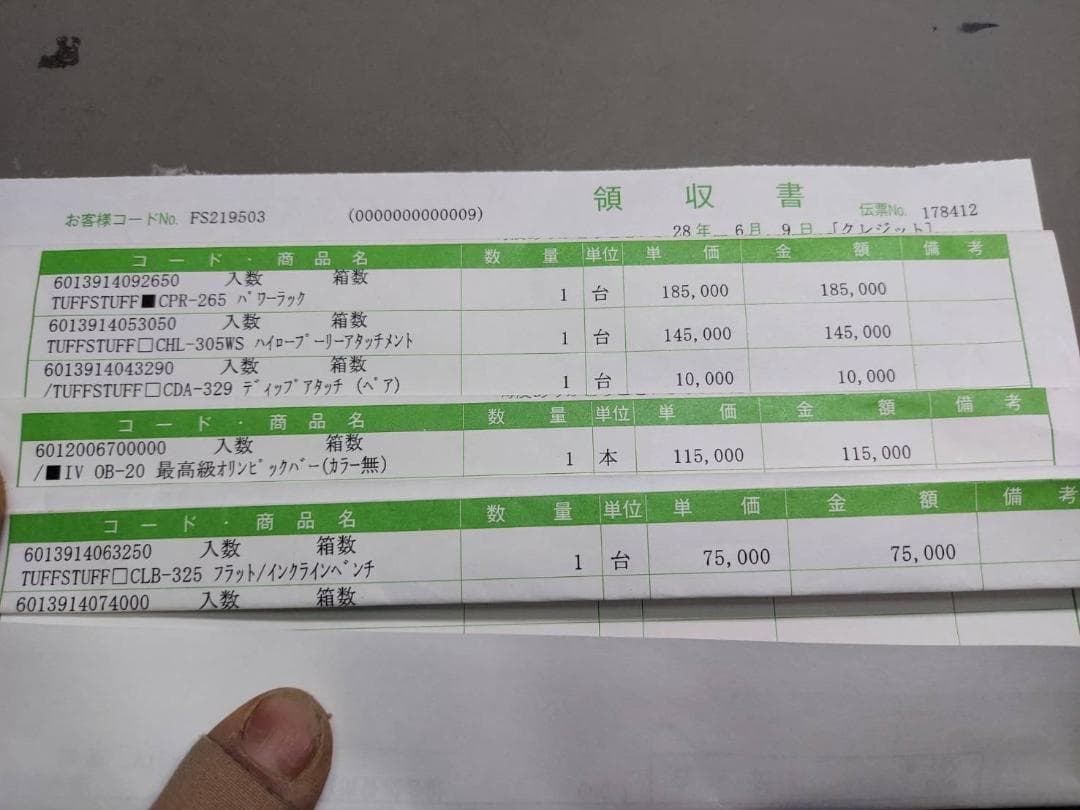 領収書
お客様コードNo. FS219503 (0000000000009) 伝票No. 178412
28年 6月 9日 [クレジット]
コード・商品名 数量 単位 単価 金額 備考
6013914092650 入数 箱数
TUFFSTUFF■CPR-265 ﾊﾟﾜｰﾗｯｸ 1 台 185,000 185,000
6013914053050 入数 箱数
TUFFSTUFF□CHL-305WS ﾊｲﾛｰﾌﾟｰﾘｰｱﾀｯﾁﾒﾝﾄ 1 台 145,000 145,000
6013914043290 入数 箱数
/TUFFSTUFF□CDA-329 ﾃﾞｨｯﾌﾟｱﾀｯﾁ (ﾍﾟｱ) 1 台 10,000 10,000
コード・商品名 数量 単位 単価 金額 備考
6012006700000 入数 箱数
/■IV OB-20 最高級ｵﾘﾝﾋﾟｯｸﾊﾞｰ(ｶﾗｰ無) 1 本 115,000 115,000
コード・商品名 数量 単位 単価 金額 備考
6013914063250 入数 箱数
TUFFSTUFF□CLB-325 ﾌﾗｯﾄ/ｲﾝｸﾗｲﾝﾍﾞﾝﾁ 1 台 75,000 75,000
6013914074000 入数 箱数